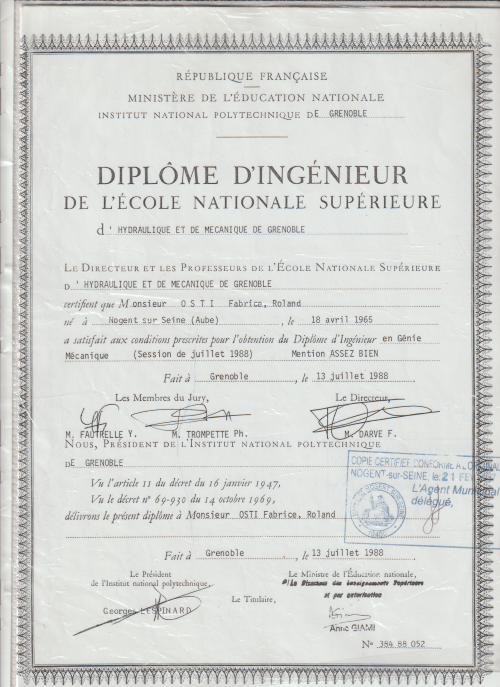 RÉPUBLIQUE FRANÇAISE
MINISTÈRE DE L'ÉDUCATION NATIONALE
INSTITUT NATIONAL POLYTECHNIQUE DE GRENOBLE
DIPLÔME D'INGÉNIEUR
DE L'ÉCOLE NATIONALE SUPÉRIEURE
d'HYDRAULIQUE ET DE MECANIQUE DE GRENOBLE
LE DIRECTEUR ET LES PROFESSEURS DE L'ÉCOLE NATIONALE SUPÉRIEURE
D'HYDRAULIQUE ET DE MECANIQUE DE GRENOBLE
certifient que Monsieur OSTI Fabrice, Roland
né à Nogent sur Seine (Aube), le 18 avril 1965
a satisfait aux conditions prescrites pour l'obtention du Diplôme d'Ingénieur en Génie
Mécanique (Session de juillet 1988) Mention ASSEZ BIEN
Fait à Grenoble, le 13 juillet 1988
Les Membres du Jury, Le Directeur,
M. FAUTRELLE Y. M. TROMPETTE Ph. M. DARVE F.
NOUS, PRÉSIDENT DE L'INSTITUT NATIONAL POLYTECHNIQUE
DE GRENOBLE
COPIE CERTIFIEE CONFORME A L'ORIGINAL
NOGENT-sur-SEINE, le 21
L'Agent Municipal
délégué,
Vu l'article 11 du décret du 16 janvier 1947,
Vu le décret n° 69-930 du 14 octobre 1969,
délivrons le présent diplôme à Monsieur OSTI Fabrice, Roland
Fait à Grenoble, le 13 juillet 1988
Le Président
de l'Institut national polytechnique,
Le Ministre de l'Éducation nationale,
P/Le Directeur des Enseignements Supérieurs
et par autorisation
Le Titulaire,
Georges LESPINARD
Anne GIAMI
N° 384 88 052